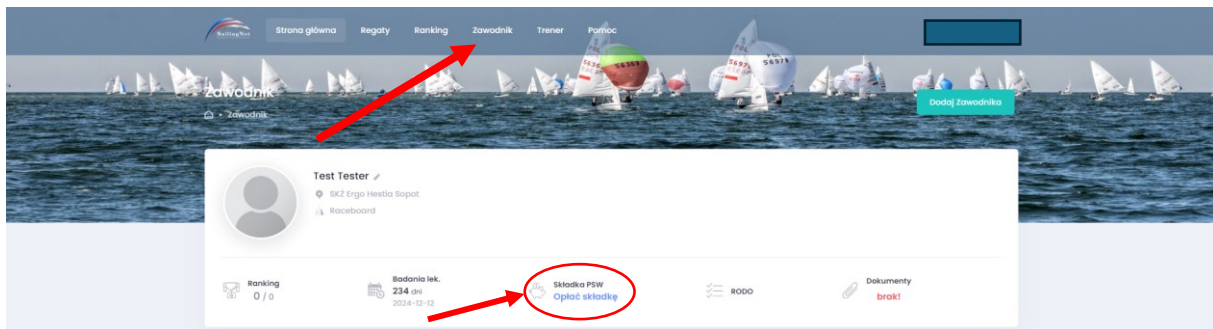 SailingNet
Strona główna
Regaty
Ranking
Zawodnik
Trener
Pomoc
Zawodnik
Zawodnik
Dodaj Zawodnika
Test Tester
SKŻ Ergo Hestia Sopot
Raceboard
Ranking
0 / 0
Badania lek.
234 dni
2024-12-12
Składka PSW
Opłać składkę
RODO
Dokumenty
brak!